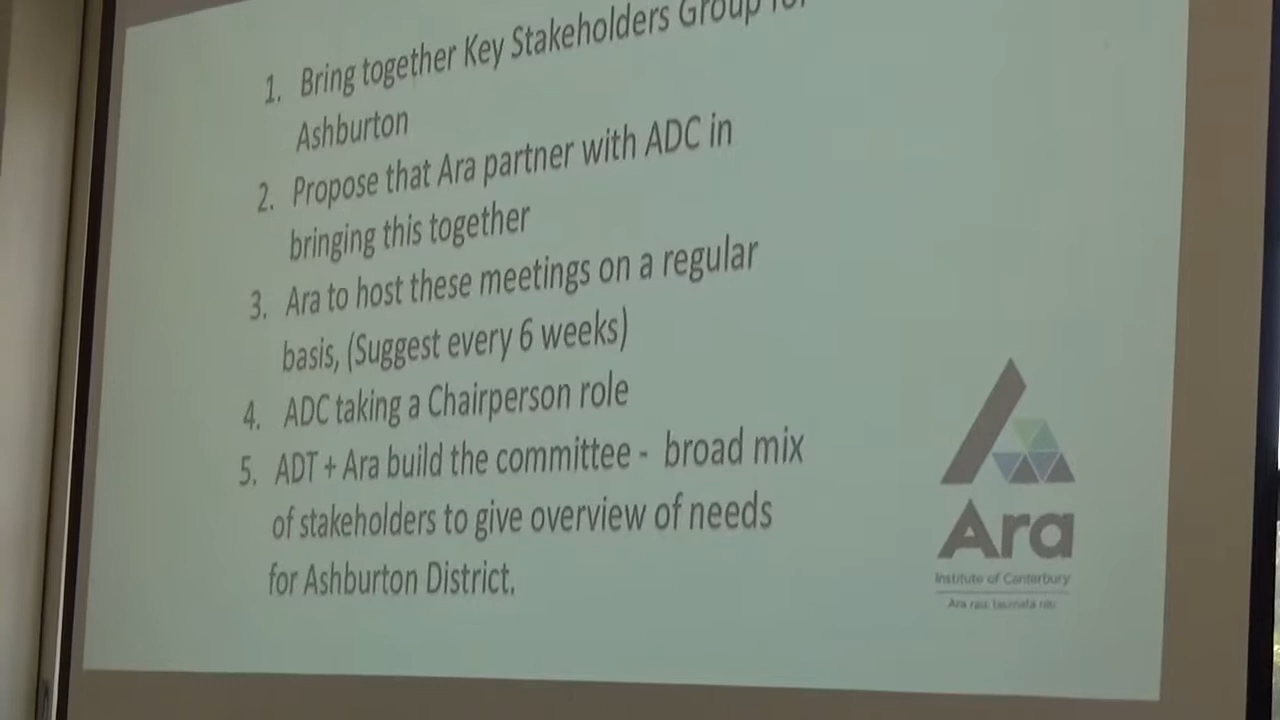 1. Bring together Key Stakeholders Group for
Ashburton
2. Propose that Ara partner with ADC in
bringing this together
3. Ara to host these meetings on a regular
basis, (Suggest every 6 weeks)
4. ADC taking a Chairperson role
5. ADT + Ara build the committee - broad mix
of stakeholders to give overview of needs
for Ashburton District.
Ara
Institute of Canterbury
Ara rau,